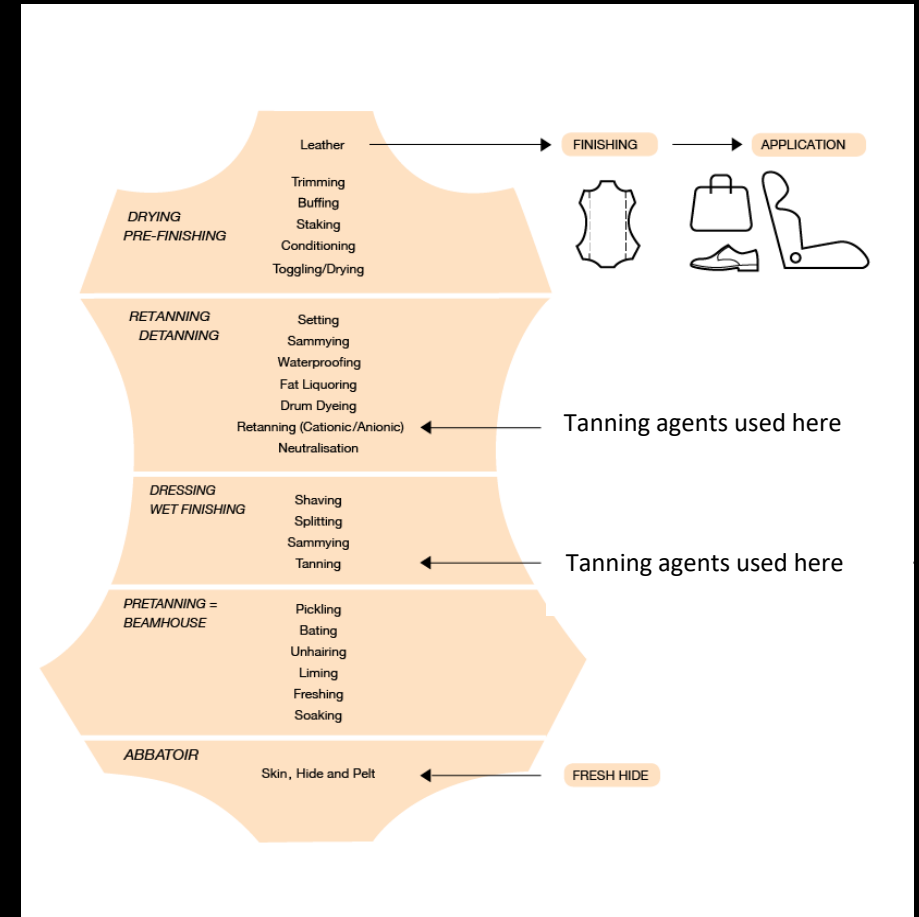 Leather
FINISHING
APPLICATION
DRYING
PRE-FINISHING
Trimming
Buffing
Staking
Conditioning
Toggling/Drying
RETANNING
DETANNING
Setting
Sammying
Waterproofing
Fat Liquoring
Drum Dyeing
Retanning (Cationic/Anionic)
Tanning agents used here
Neutralisation
DRESSING
WET FINISHING
Shaving
Splitting
Sammying
Tanning
Tanning agents used here
PRETANNING =
BEAMHOUSE
Pickling
Bating
Unhairing
Liming
Freshing
Soaking
ABBATOIR
Skin, Hide and Pelt
FRESH HIDE